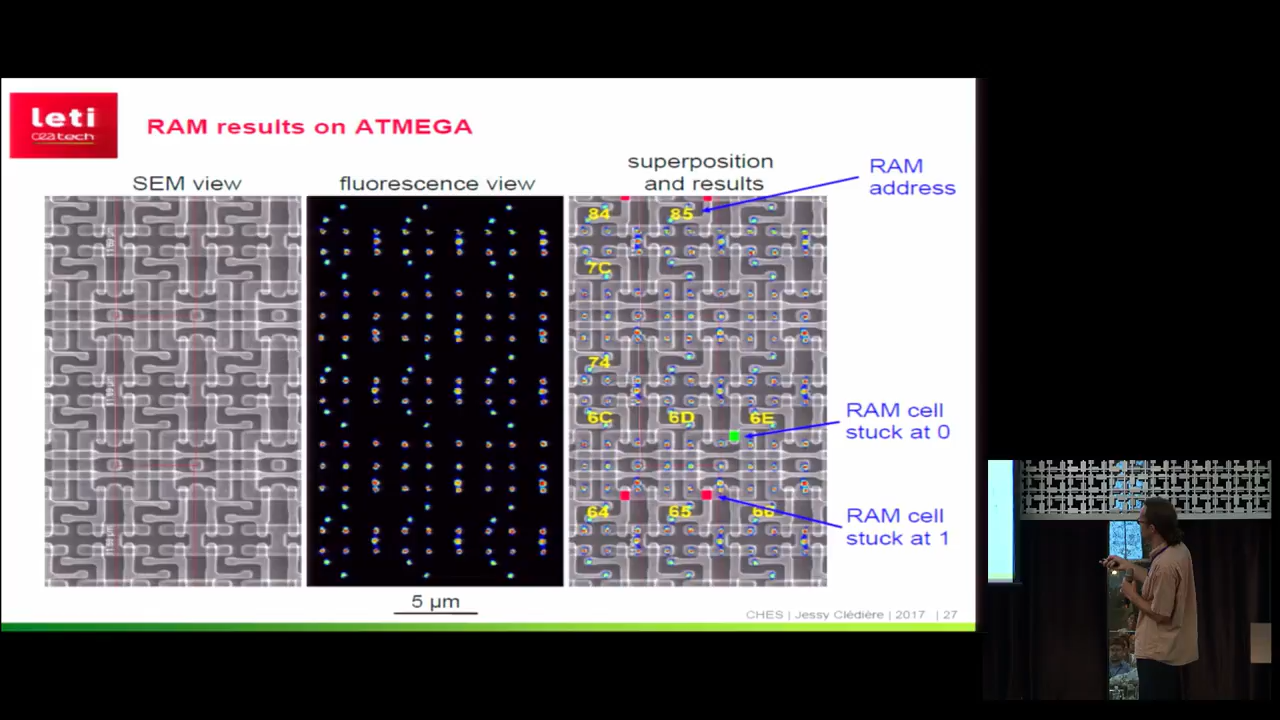 leti
ceatech
RAM results on ATMEGA
SEM view
fluorescence view
superposition
and results
RAM
address
84
85
7C
74
6C
6D
6E
64
65
66
RAM cell
stuck at 0
RAM cell
stuck at 1
5 µm
CHES | Jessy Clédière | 2017 | 27